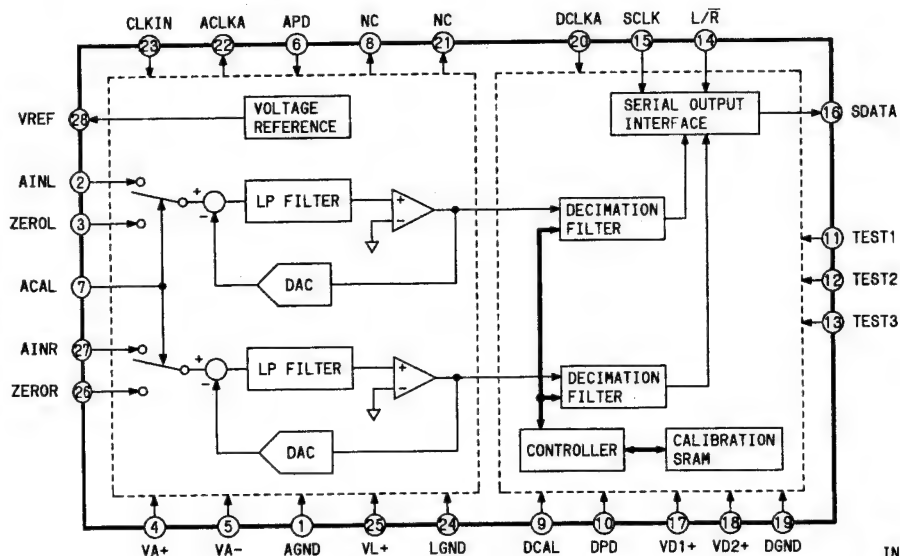 CLKIN ACLKA APD NC NC DCLKA SCLK L/R̅
23 22 6 8 21 20 15 14
VREF 28 VOLTAGE REFERENCE
SERIAL OUTPUT INTERFACE
16 SDATA
AINL 2
+
−
LP FILTER
+
−
DECIMATION FILTER
ZEROL 3
11 TEST1
ACAL 7
DAC
12 TEST2
13 TEST3
AINR 27
+
−
LP FILTER
+
−
DECIMATION FILTER
ZEROR 26
DAC
CONTROLLER
CALIBRATION SRAM
4 5 1 25 24 9 10 17 18 19
VA+ VA- AGND VL+ LGND DCAL DPD VD1+ VD2+ DGND
IN